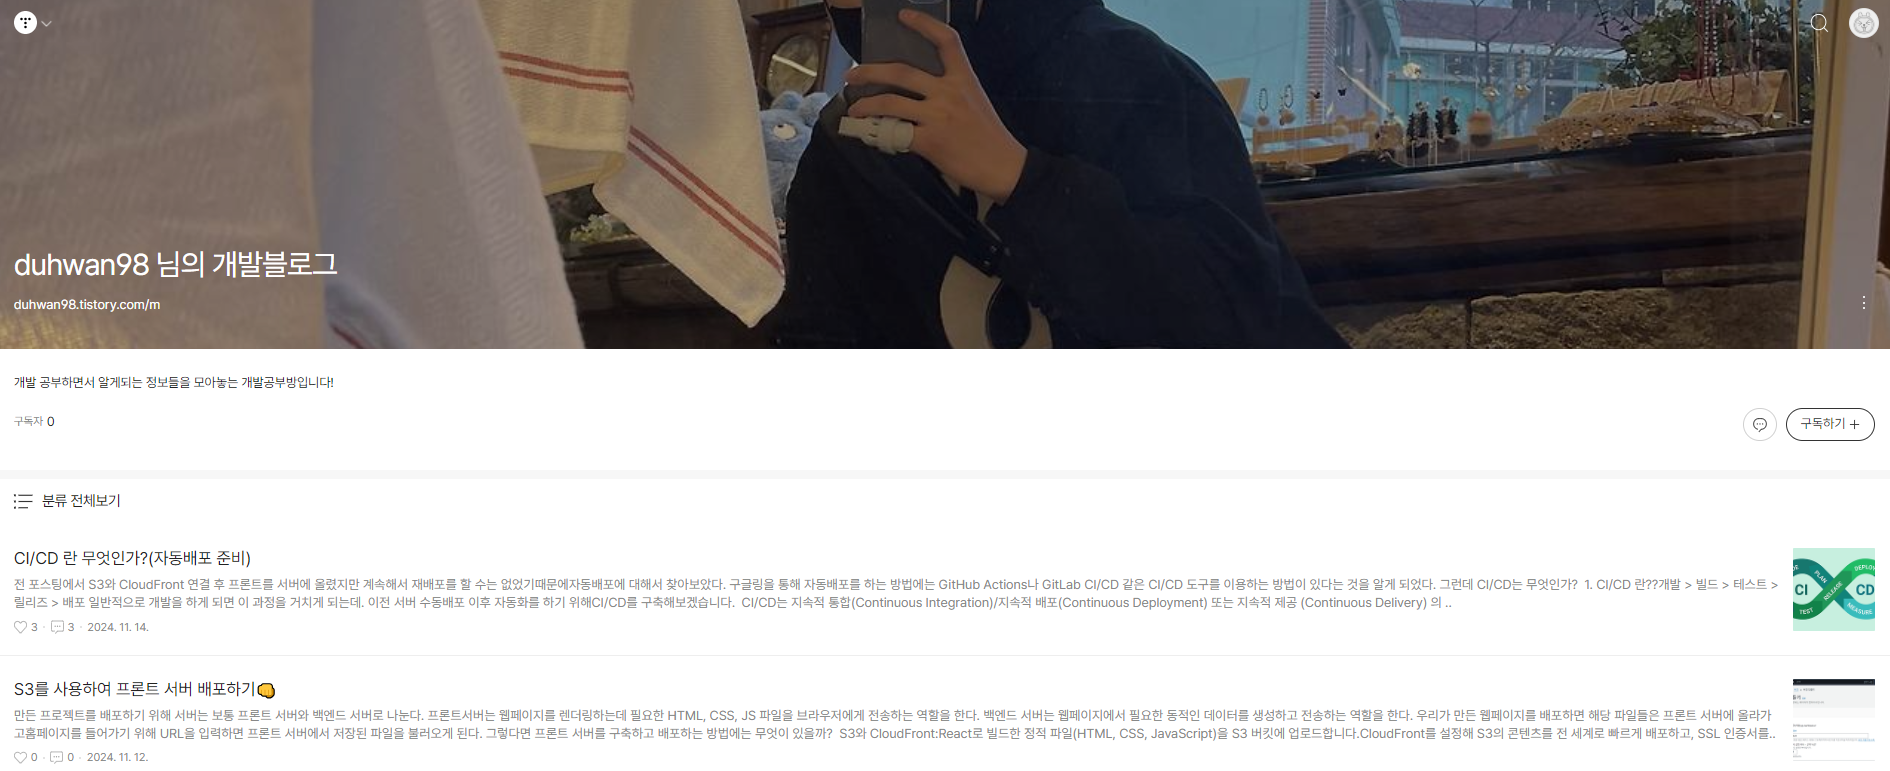 duhwan98 님의 개발블로그
duhwan98.tistory.com/m
개발 공부하면서 알게되는 정보들을 모아놓는 개발공부방입니다!
구독자 0
구독하기 +
분류 전체보기
CI/CD 란 무엇인가?(자동배포 준비)
전 포스팅에서 S3와 CloudFront 연결 후 프론트를 서버에 올렸지만 계속해서 재배포를 할 수는 없었기때문에자동배포에 대해서 찾아보았다. 구글링을 통해 자동배포를 하는 방법에는 GitHub Actions나 GitLab CI/CD 같은 CI/CD 도구를 이용하는 방법이 있다는 것을 알게 되었다. 그런데 CI/CD는 무엇인가?  1. CI/CD 란??개발 > 빌드 > 테스트 >
릴리즈 > 배포 일반적으로 개발을 하게 되면 이 과정을 거치게 되는데. 이전 서버 수동배포 이후 자동화를 하기 위해CI/CD를 구축해보겠습니다.  CI/CD는 지속적 통합(Continuous Integration)/지속적 배포(Continuous Deployment) 또는 지속적 제공 (Continuous Delivery) 의 ..
3 · 3 · 2024. 11. 14.
CI
CD
PLAN
RELEASE
DEPLOY
TEST
MEASURE
S3를 사용하여 프론트 서버 배포하기👊
만든 프로젝트를 배포하기 위해 서버는 보통 프론트 서버와 백엔드 서버로 나눈다. 프론트서버는 웹페이지를 렌더링하는데 필요한 HTML, CSS, JS 파일을 브라우저에게 전송하는 역할을 한다. 백엔드 서버는 웹페이지에서 필요한 동적인 데이터를 생성하고 전송하는 역할을 한다. 우리가 만든 웹페이지를 배포하면 해당 파일들은 프론트 서버에 올라가
고홈페이지를 들어가기 위해 URL을 입력하면 프론트 서버에서 저장된 파일을 불러오게 된다. 그렇다면 프론트 서버를 구축하고 배포하는 방법에는 무엇이 있을까?  S3와 CloudFront:React로 빌드한 정적 파일(HTML, CSS, JavaScript)을 S3 버킷에 업로드합니다.CloudFront를 설정해 S3의 콘텐츠를 전 세계로 빠르게 배포하고, SSL 인증서를..
0 · 0 · 2024. 11. 12.